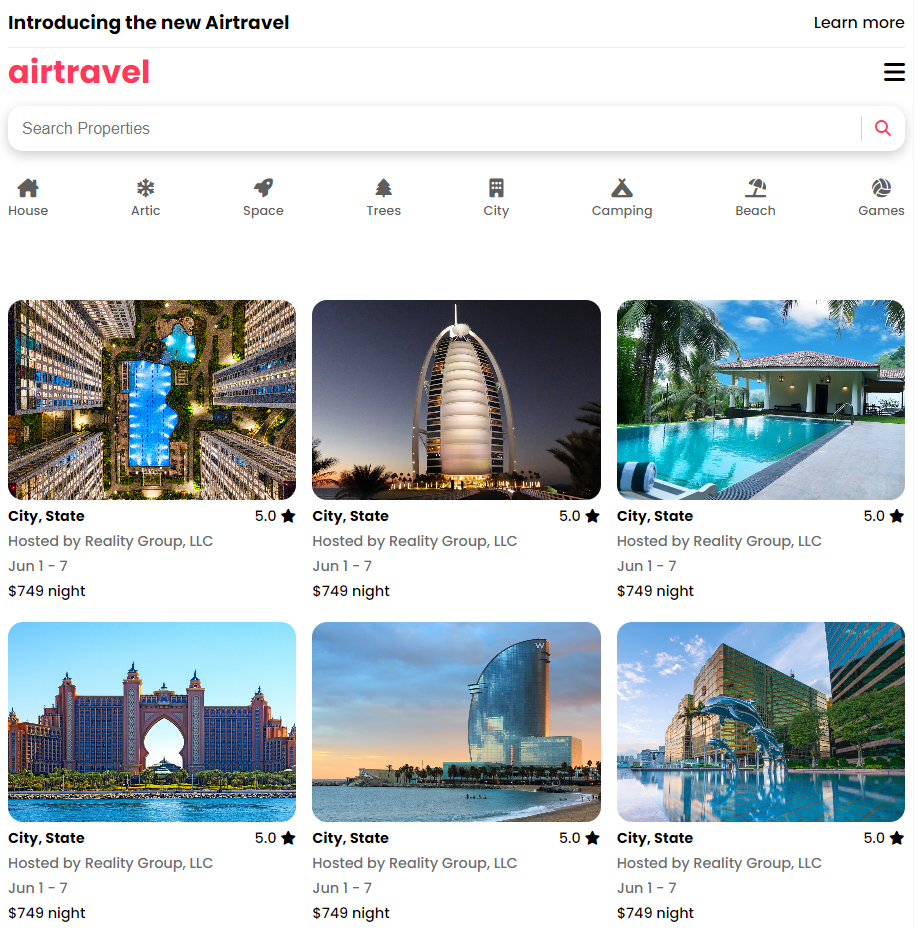 Introducing the new Airtravel Learn more
airtravel
Search Properties
House Artic Space Trees City Camping Beach Games
W
City, State 5.0 City, State 5.0 City, State 5.0
Hosted by Reality Group, LLC Hosted by Reality Group, LLC Hosted by Reality Group, LLC
Jun 1 - 7 Jun 1 - 7 Jun 1 - 7
$749 night $749 night $749 night
City, State 5.0 City, State 5.0 City, State 5.0
Hosted by Reality Group, LLC Hosted by Reality Group, LLC Hosted by Reality Group, LLC
Jun 1 - 7 Jun 1 - 7 Jun 1 - 7
$749 night $749 night $749 night